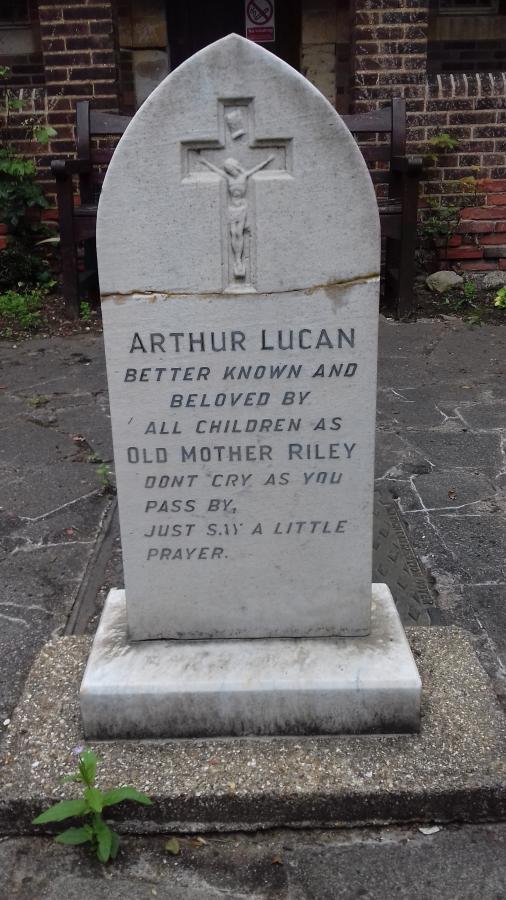 ARTHUR LUCAN
BETTER KNOWN AND
BELOVED BY
ALL CHILDREN AS
OLD MOTHER RILEY
DONT CRY AS YOU
PASS BY,
JUST SAY A LITTLE
PRAYER.